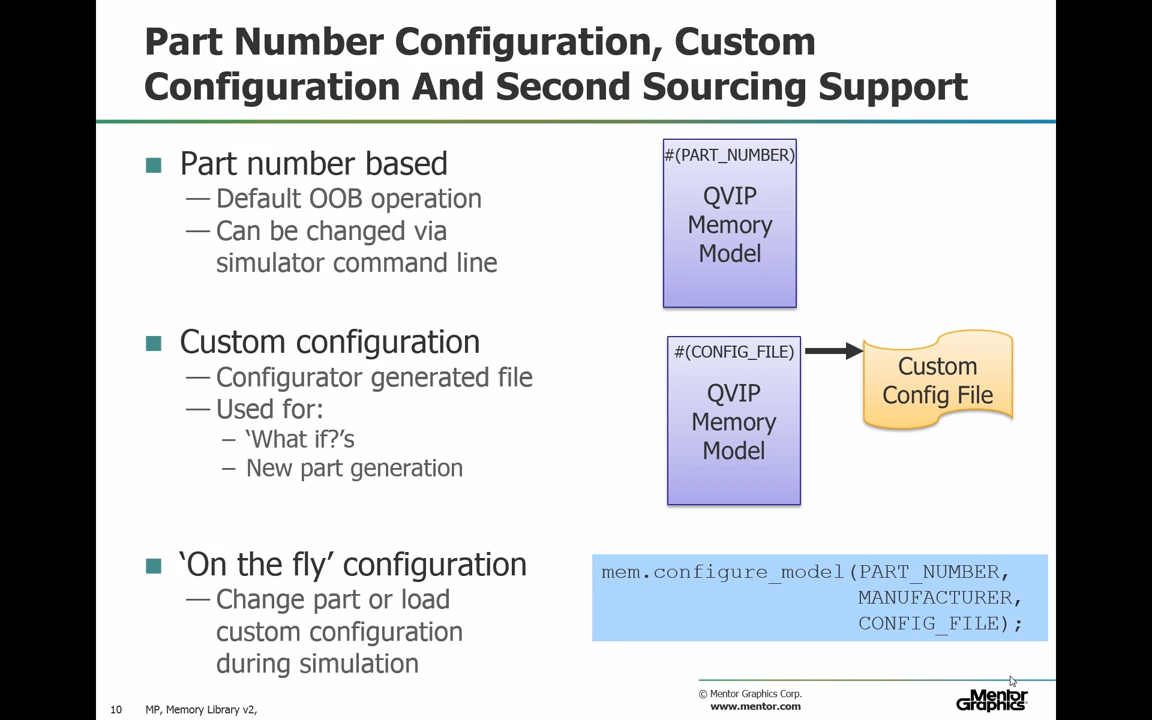 Part Number Configuration, Custom
Configuration And Second Sourcing Support
Part number based
— Default OOB operation
— Can be changed via
simulator command line
#(PART_NUMBER)
QVIP
Memory
Model
Custom configuration
— Configurator generated file
— Used for:
– ‘What if?’s
– New part generation
#(CONFIG_FILE)
QVIP
Memory
Model
Custom
Config File
‘On the fly’ configuration
— Change part or load
custom configuration
during simulation
mem.configure_model(PART_NUMBER,
MANUFACTURER,
CONFIG_FILE);
10 MP, Memory Library v2,
© Mentor Graphics Corp.
www.mentor.com
Mentor
Graphics